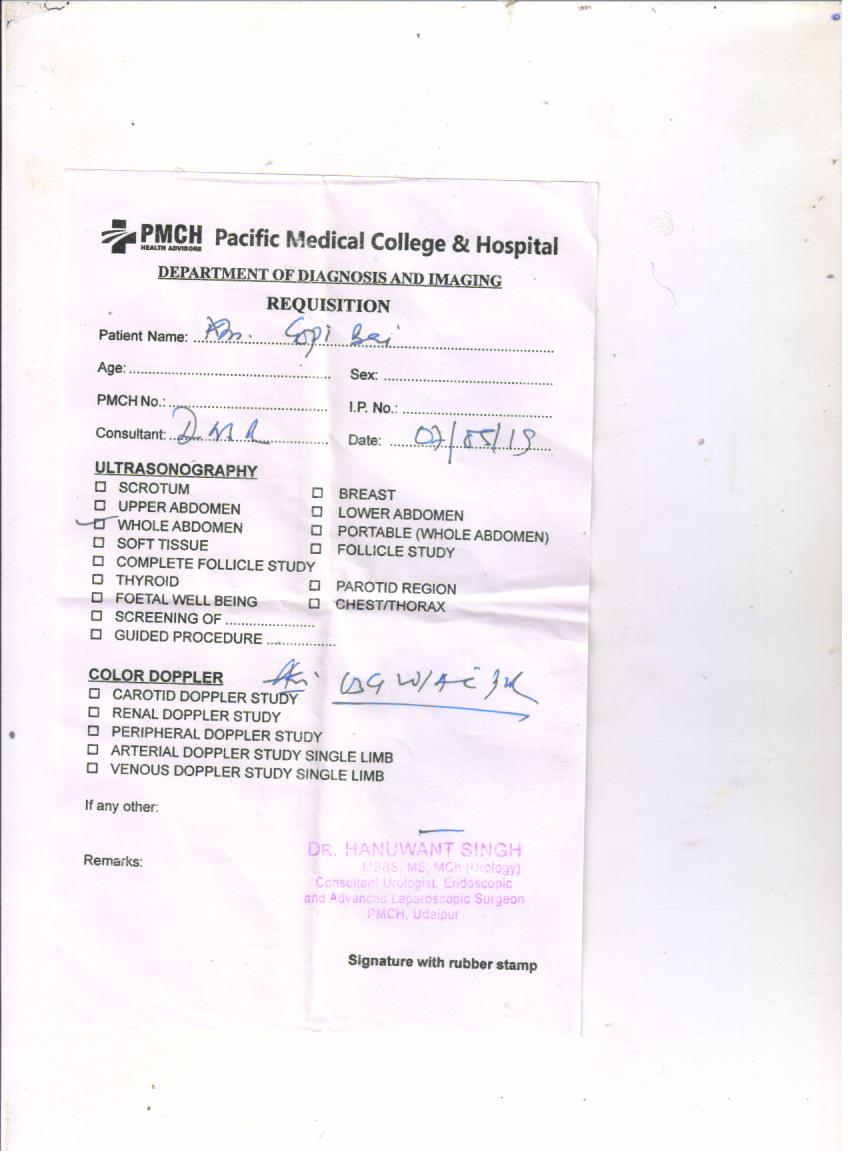 PMCH Pacific Medical College & Hospital
HEALTH ADVISORS
DEPARTMENT OF DIAGNOSIS AND IMAGING
REQUISITION
Patient Name: Gopi Bai
Age: Sex:
PMCH No.: I.P. No.:
Consultant: Date: 07/05/19
ULTRASONOGRAPHY
SCROTUM BREAST
UPPER ABDOMEN LOWER ABDOMEN
WHOLE ABDOMEN PORTABLE (WHOLE ABDOMEN)
SOFT TISSUE FOLLICLE STUDY
COMPLETE FOLLICLE STUDY
THYROID PAROTID REGION
FOETAL WELL BEING CHEST/THORAX
SCREENING OF
GUIDED PROCEDURE
COLOR DOPPLER USG W/A
CAROTID DOPPLER STUDY
RENAL DOPPLER STUDY
PERIPHERAL DOPPLER STUDY
ARTERIAL DOPPLER STUDY SINGLE LIMB
VENOUS DOPPLER STUDY SINGLE LIMB
If any other:
Remarks:
DR. HANUWANT SINGH
MBBS, MS, MCh (Urology)
Consultant Urologist, Endoscopic
and Advanced Laparoscopic Surgeon
PMCH, Udaipur
Signature with rubber stamp